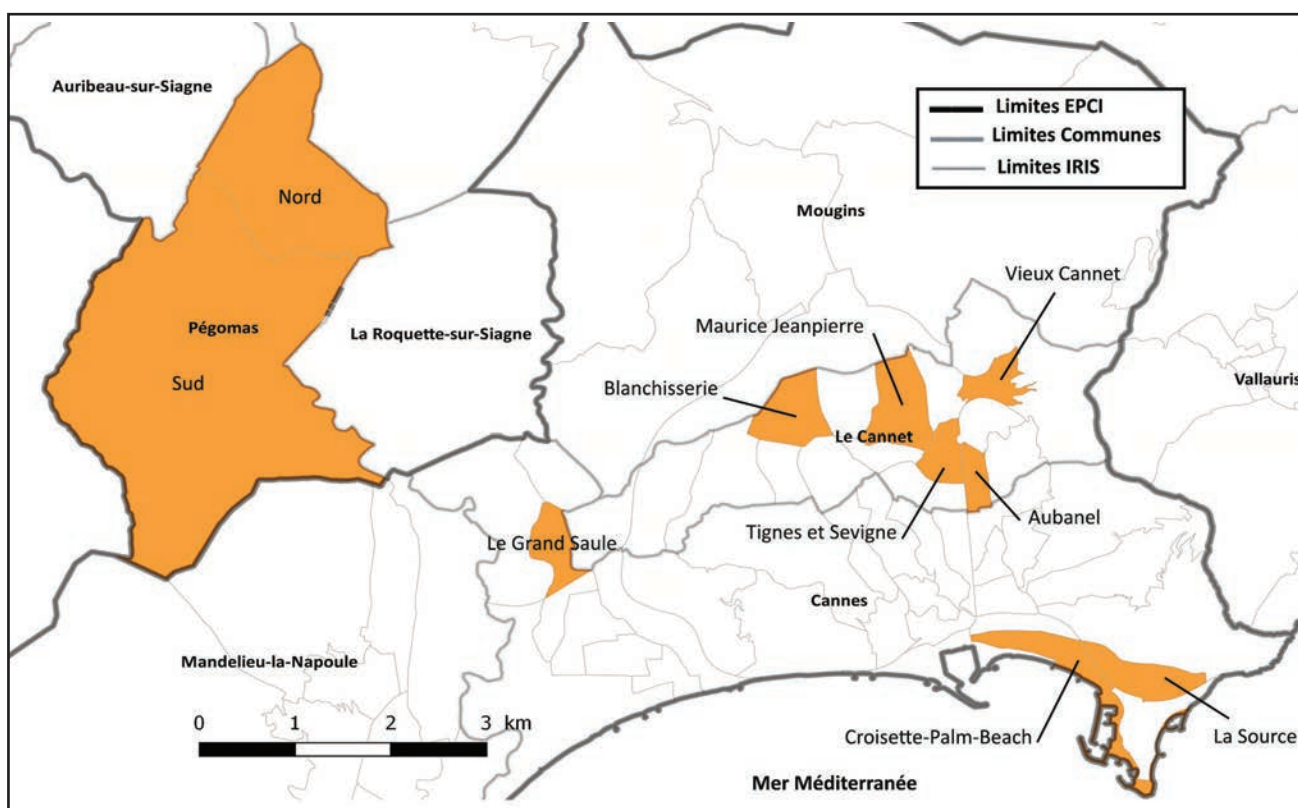 Auribeau-sur-Siagne
Limites EPCI
Limites Communes
Limites IRIS
Nord
Mougins
Vieux Cannet
Pégomas
La Roquette-sur-Siagne
Maurice Jeanpierre
Sud
Blanchisserie
Vallauris
Le Cannet
Aubanel
Tignes et Sevigne
Le Grand Saule
Cannes
Mandelieu-la-Napoule
0 1 2 3 km
Croisette-Palm-Beach
La Source
Mer Méditerranée